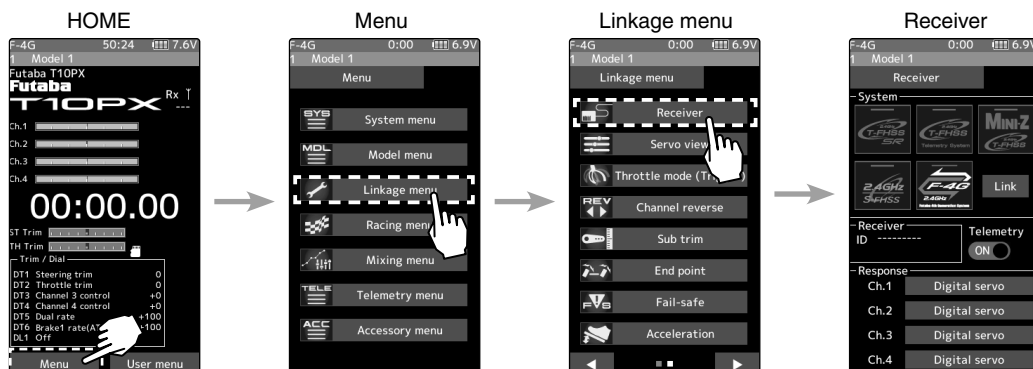 HOME
F-4G 50:24 7.6V
1 Model 1
Futaba T10PX
Futaba
T10PX
Rx
---
Ch.1
Ch.2
Ch.3
Ch.4
00:00.00
ST Trim
TH Trim
Trim / Dial
DT1 Steering trim 0
DT2 Throttle trim 0
DT3 Channel 3 control +0
DT4 Channel 4 control +0
DT5 Dual rate +100
DT6 Brake1 rate(AT +100
DL1 Off
Menu User menu
Menu
F-4G 0:00 6.9V
1 Model 1
Menu
SYS System menu
MDL Model menu
Linkage menu
Racing menu
Mixing menu
TELE Telemetry menu
ACC Accessory menu
Linkage menu
F-4G 0:00 6.9V
1 Model 1
Linkage menu
Receiver
Servo view
Throttle mode (Tr
REV Channel reverse
Sub trim
End point
F/S Fail-safe
Acceleration
Receiver
F-4G 0:00 6.9V
1 Model 1
Receiver
System
T-FHSS SR
T-FHSS Telemetry System
MINI-Z T-FHSS
2.4GHz S-FHSS
F-4G 2.4GHz
Link
Receiver
ID ---------
Telemetry
ON
Response
Ch.1 Digital servo
Ch.2 Digital servo
Ch.3 Digital servo
Ch.4 Digital servo